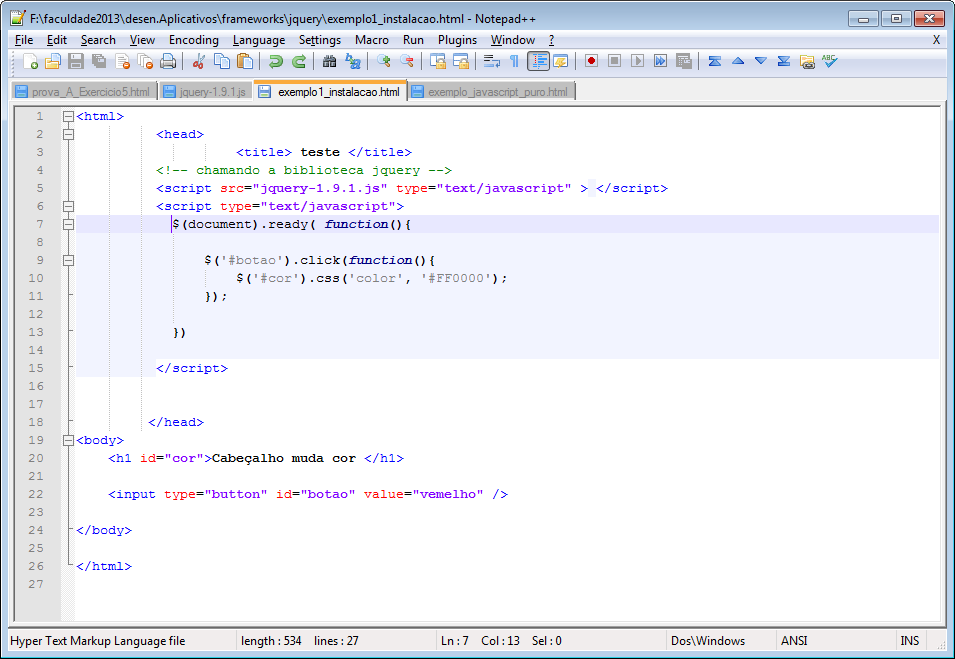 F:\faculdade2013\desen.Aplicativos\frameworks\jquery\exemplo1_instalacao.html - Notepad++
File Edit Search View Encoding Language Settings Macro Run Plugins Window ? X
prova_A_Exercicio5.html jquery-1.9.1.js exemplo1_instalacao.html exemplo_javascript_puro.html
1 <html>
2 <head>
3 <title> teste </title>
4 <!-- chamando a biblioteca jquery -->
5 <script src="jquery-1.9.1.js" type="text/javascript" > </script>
6 <script type="text/javascript">
7 $(document).ready( function(){
8
9 $('#botao').click(function(){
10 $('#cor').css('color', '#FF0000');
11 });
12
13 })
14
15 </script>
16
17
18 </head>
19 <body>
20 <h1 id="cor">Cabeçalho muda cor </h1>
21
22 <input type="button" id="botao" value="vemelho" />
23
24 </body>
25
26 </html>
27
Hyper Text Markup Language file length : 534 lines : 27 Ln : 7 Col : 13 Sel : 0 Dos\Windows ANSI INS